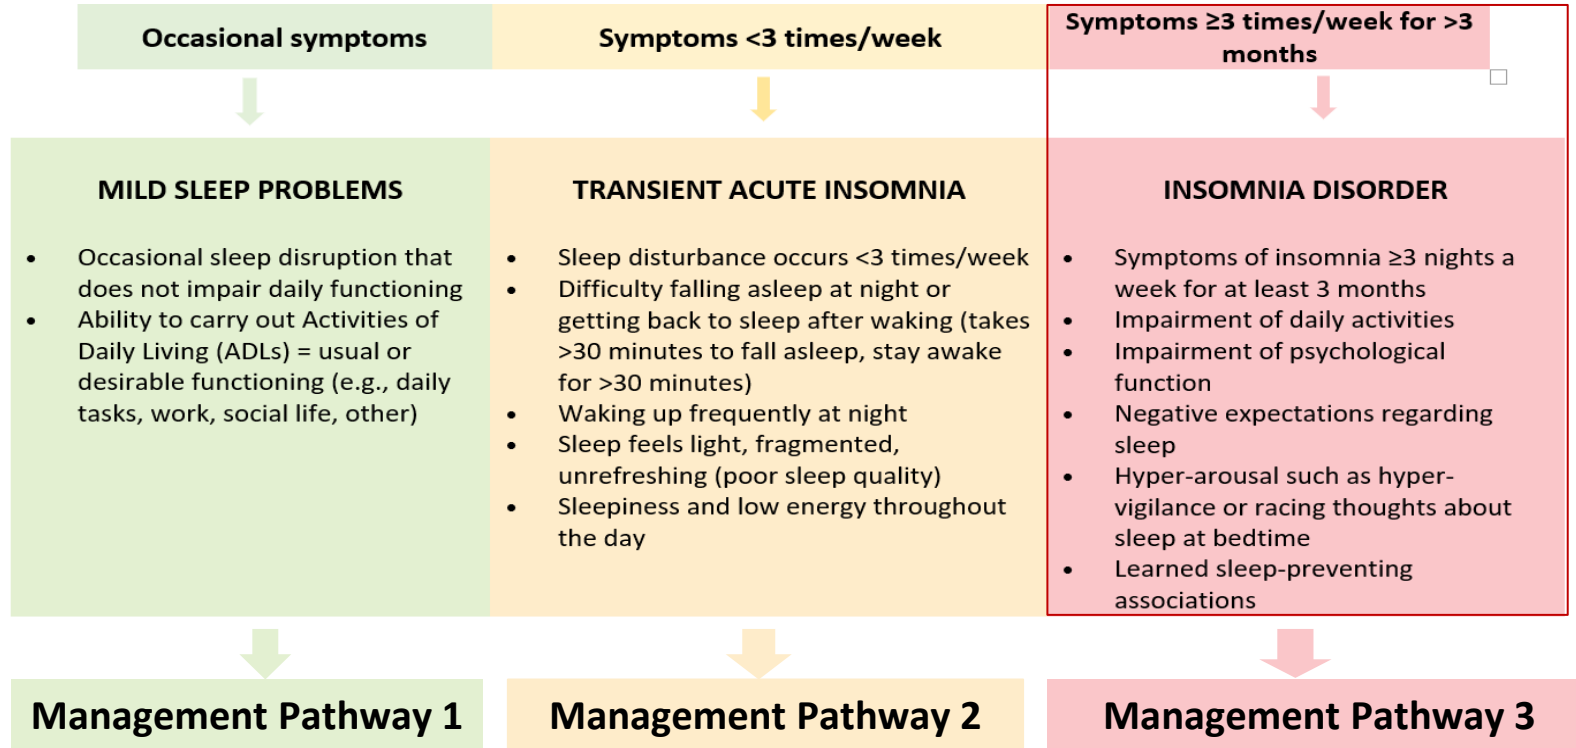 Occasional symptoms
Symptoms <3 times/week
Symptoms ≥3 times/week for >3
months
MILD SLEEP PROBLEMS
• Occasional sleep disruption that
does not impair daily functioning
• Ability to carry out Activities of
Daily Living (ADLs) = usual or
desirable functioning (e.g., daily
tasks, work, social life, other)
TRANSIENT ACUTE INSOMNIA
• Sleep disturbance occurs <3 times/week
• Difficulty falling asleep at night or
getting back to sleep after waking (takes
>30 minutes to fall asleep, stay awake
for >30 minutes)
• Waking up frequently at night
• Sleep feels light, fragmented,
unrefreshing (poor sleep quality)
• Sleepiness and low energy throughout
the day
INSOMNIA DISORDER
• Symptoms of insomnia ≥3 nights a
week for at least 3 months
• Impairment of daily activities
• Impairment of psychological
function
• Negative expectations regarding
sleep
• Hyper-arousal such as hyper-
vigilance or racing thoughts about
sleep at bedtime
• Learned sleep-preventing
associations
Management Pathway 1
Management Pathway 2
Management Pathway 3